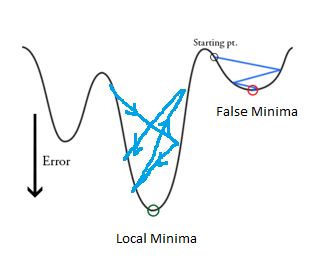 Starting pt.
False Minima
Error
Local Minima